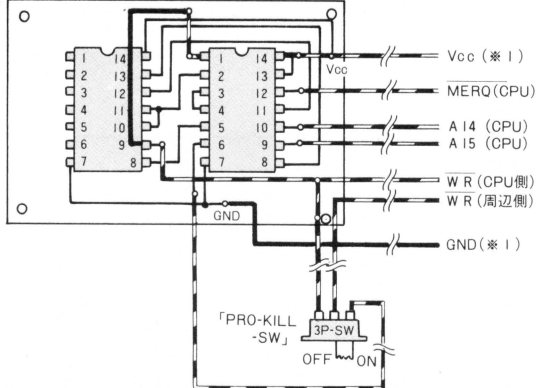 1 14
2 13
3 12
4 11
5 10
6 9
7 8
1 14
2 13
3 12
4 11
5 10
6 9
7 8
Vcc
GND
Vcc (※1)
MERQ(CPU)
A14 (CPU)
A15 (CPU)
WR(CPU側)
WR(周辺側)
GND(※1)
「PRO-KILL
-SW」
3P-SW
OFF ON